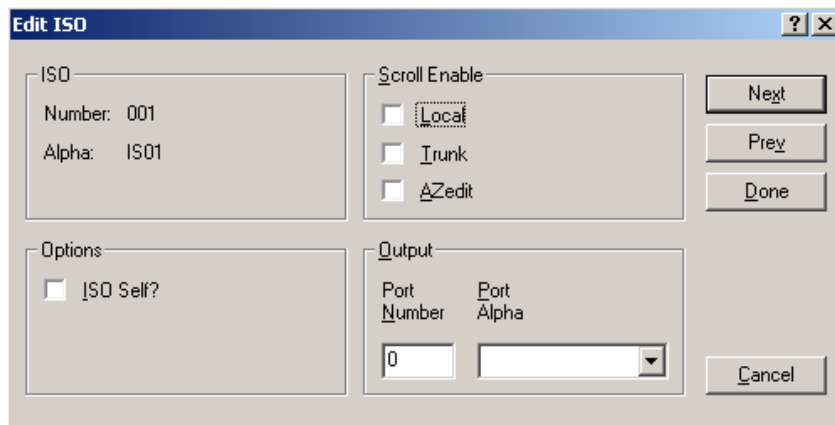 Edit ISO
ISO
Number: 001
Alpha: IS01
Scroll Enable
Local
Trunk
AZedit
Next
Prev
Done
Options
ISO Self?
Output
Port Number
Port Alpha
0
Cancel